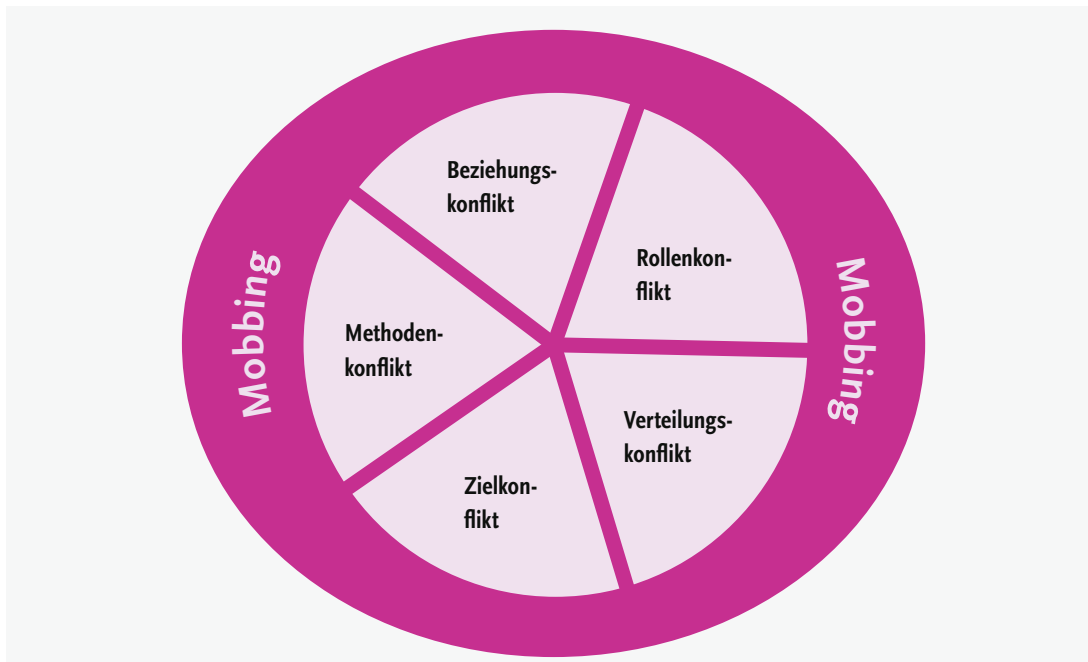 Beziehungs-
konflikt
Rollenkon-
flikt
Mobbing
Mobbing
Methoden-
konflikt
Verteilungs-
konflikt
Zielkon-
flikt